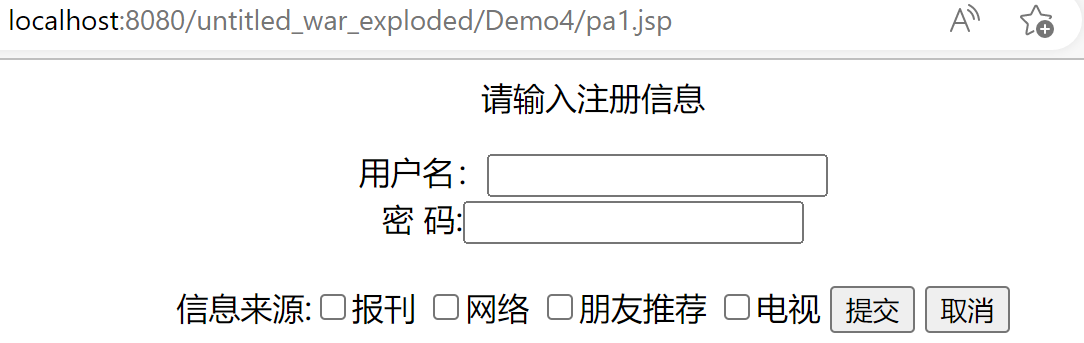 localhost:8080/untitled_war_exploded/Demo4/pa1.jsp
请输入注册信息
用户名：
密 码:
信息来源: 报刊 网络 朋友推荐 电视 提交 取消